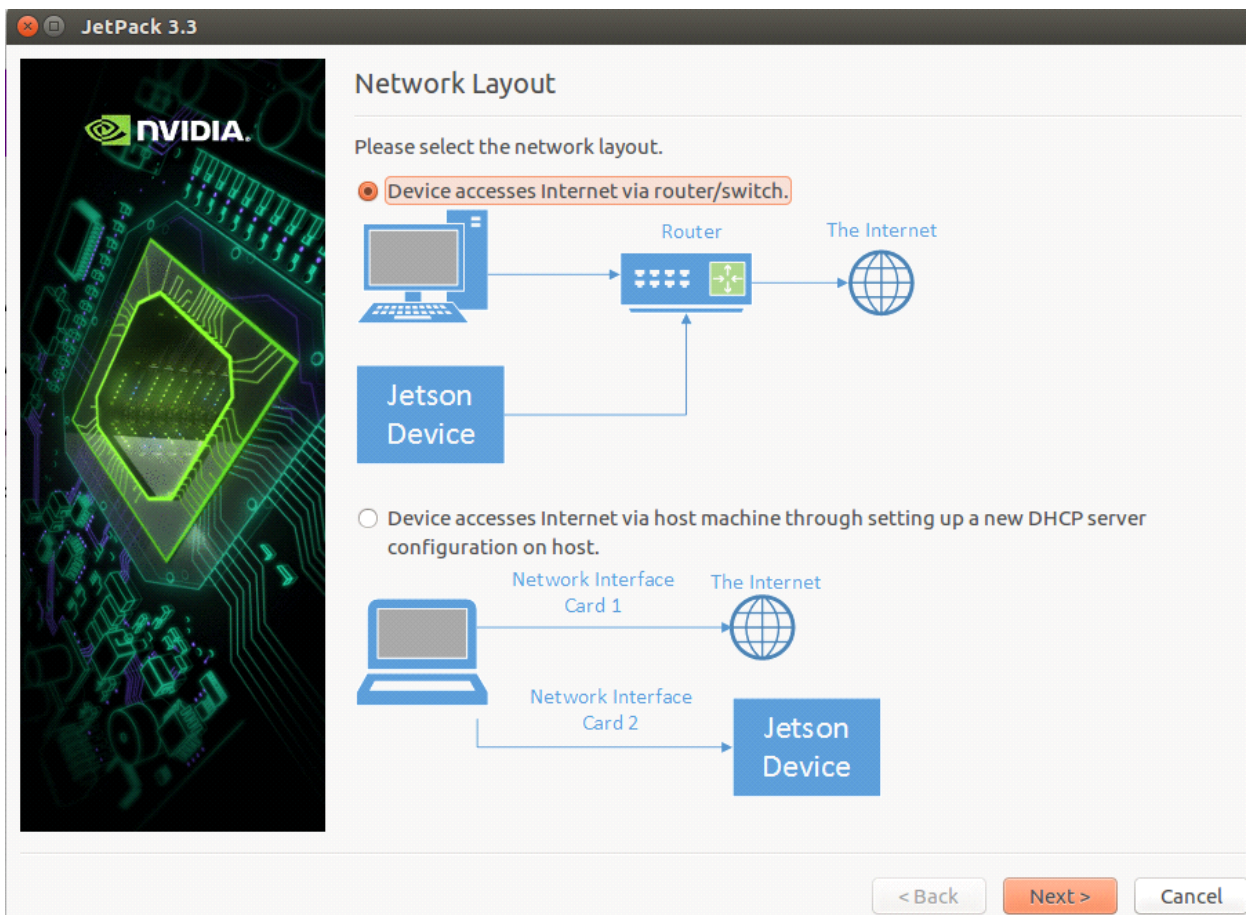 JetPack 3.3
NVIDIA.
Network Layout
Please select the network layout.
Device accesses Internet via router/switch.
Router
The Internet
Jetson
Device
Device accesses Internet via host machine through setting up a new DHCP server
configuration on host.
Network Interface
Card 1
The Internet
Network Interface
Card 2
Jetson
Device
< Back
Next >
Cancel